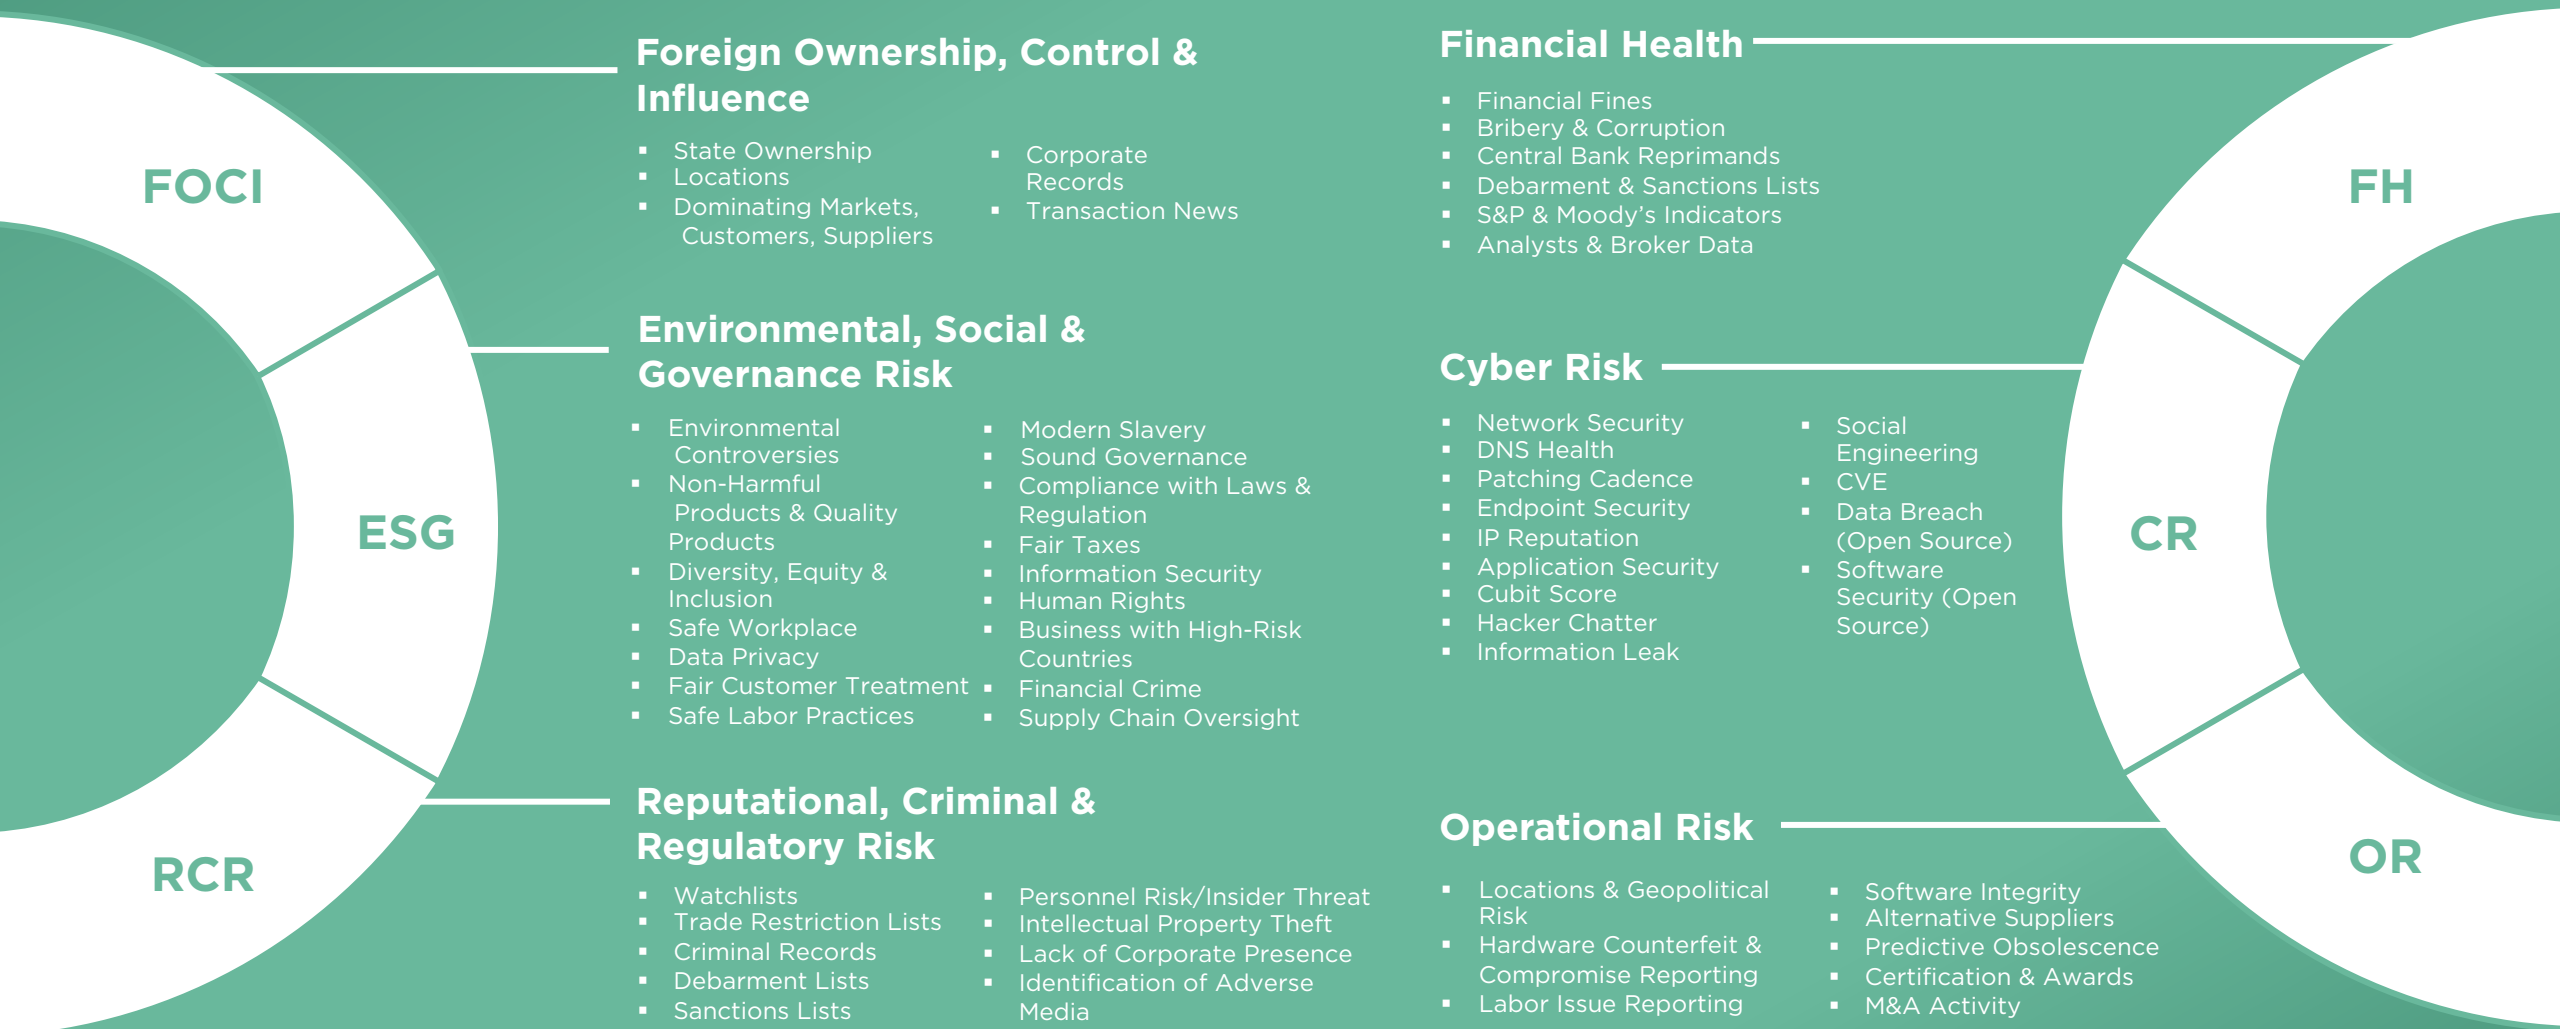 FOCI
ESG
RCR
Foreign Ownership, Control &
Influence
▪ State Ownership
▪ Locations
▪ Dominating Markets,
Customers, Suppliers
▪ Corporate
Records
▪ Transaction News
Environmental, Social &
Governance Risk
▪ Environmental
Controversies
▪ Non-Harmful
Products & Quality
Products
▪ Diversity, Equity &
Inclusion
▪ Safe Workplace
▪ Data Privacy
▪ Fair Customer Treatment
▪ Safe Labor Practices
▪ Modern Slavery
▪ Sound Governance
▪ Compliance with Laws &
Regulation
▪ Fair Taxes
▪ Information Security
▪ Human Rights
▪ Business with High-Risk
Countries
▪ Financial Crime
▪ Supply Chain Oversight
Reputational, Criminal &
Regulatory Risk
▪ Watchlists
▪ Trade Restriction Lists
▪ Criminal Records
▪ Debarment Lists
▪ Sanctions Lists
▪ Personnel Risk/Insider Threat
▪ Intellectual Property Theft
▪ Lack of Corporate Presence
▪ Identification of Adverse
Media
Financial Health
▪ Financial Fines
▪ Bribery & Corruption
▪ Central Bank Reprimands
▪ Debarment & Sanctions Lists
▪ S&P & Moody’s Indicators
▪ Analysts & Broker Data
Cyber Risk
▪ Network Security
▪ DNS Health
▪ Patching Cadence
▪ Endpoint Security
▪ IP Reputation
▪ Application Security
▪ Cubit Score
▪ Hacker Chatter
▪ Information Leak
▪ Social
Engineering
▪ CVE
▪ Data Breach
(Open Source)
▪ Software
Security (Open
Source)
Operational Risk
▪ Locations & Geopolitical
Risk
▪ Hardware Counterfeit &
Compromise Reporting
▪ Labor Issue Reporting
▪ Software Integrity
▪ Alternative Suppliers
▪ Predictive Obsolescence
▪ Certification & Awards
▪ M&A Activity
FH
CR
OR